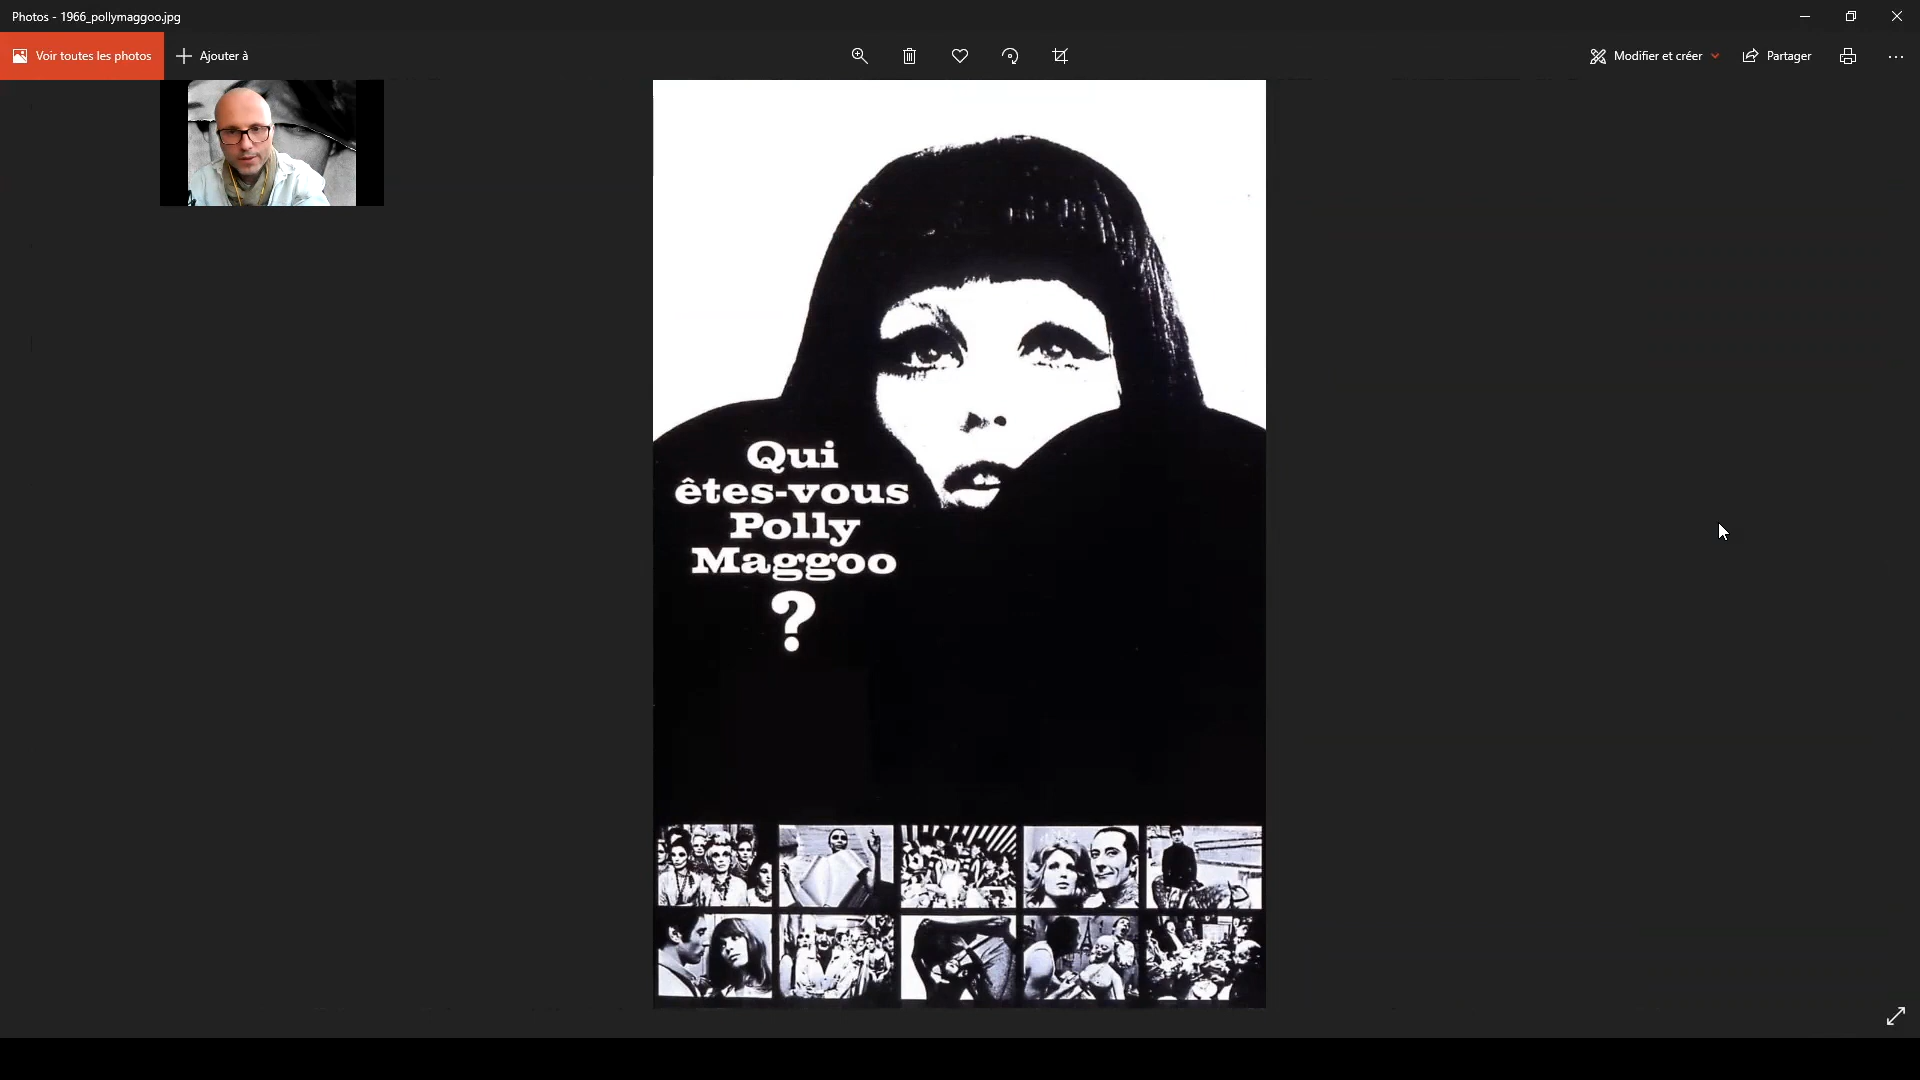 Photos - 1966_pollymaggoo.jpg
Voir toutes les photos
Ajouter à
Modifier et créer
Partager
Qui
êtes-vous
Polly
Maggoo
?